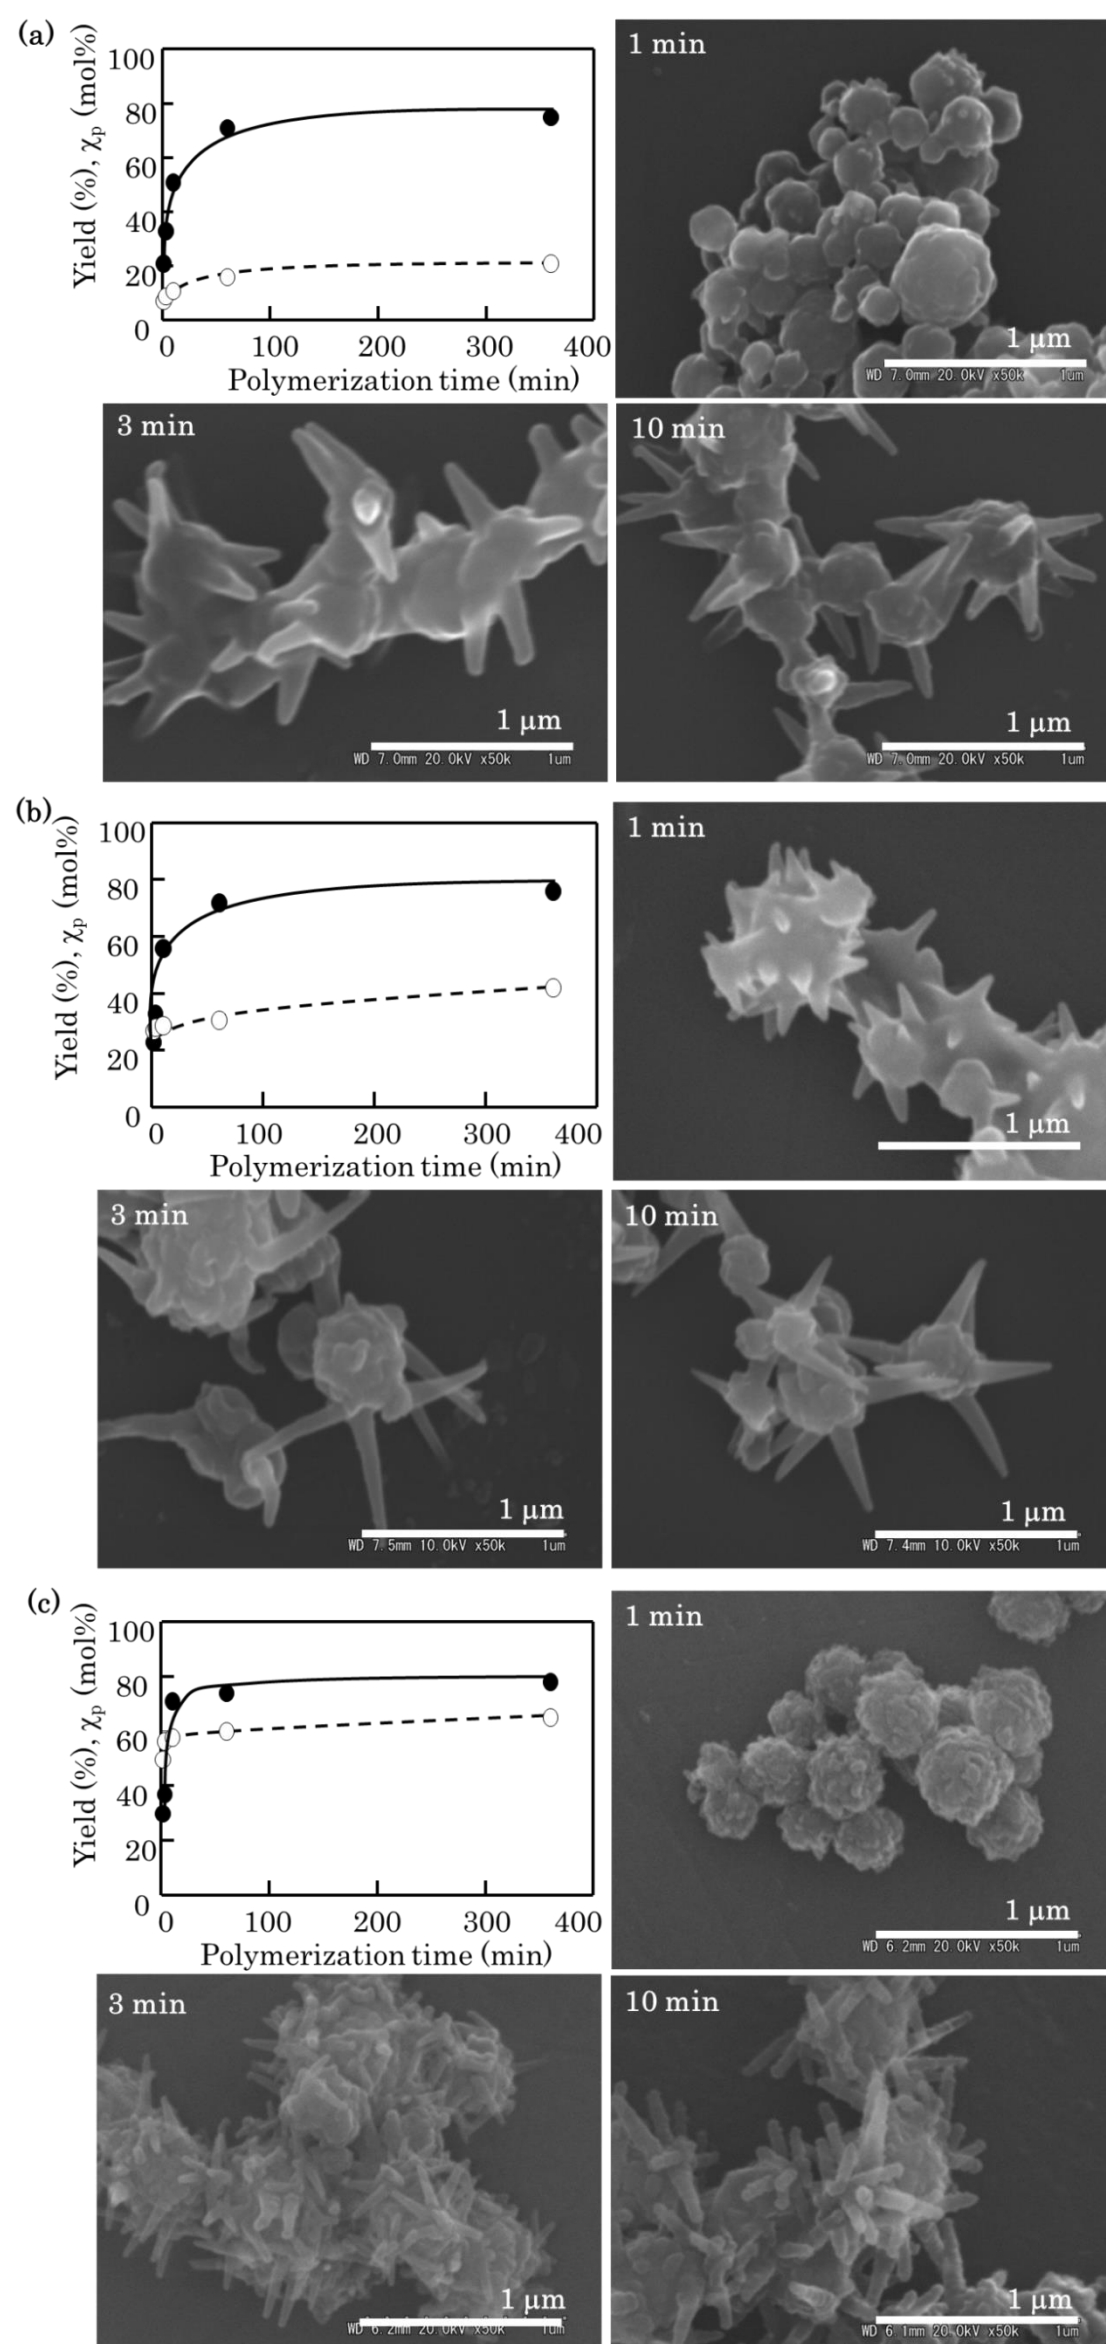 (a)
Yield (%), χp (mol%)
100
80
60
40
20
0
0 100 200 300 400
Polymerization time (min)
1 min
1 μm
WD 7.0mm 20.0kV x50k 1um
3 min
1 μm
WD 7.0mm 20.0kV x50k 1um
10 min
1 μm
WD 7.0mm 20.0kV x50k 1um
(b)
Yield (%), χp (mol%)
100
80
60
40
20
0
0 100 200 300 400
Polymerization time (min)
1 min
1 μm
3 min
1 μm
WD 7.5mm 10.0kV x50k 1um
10 min
1 μm
WD 7.4mm 10.0kV x50k 1um
(c)
Yield (%), χp (mol%)
100
80
60
40
20
0
0 100 200 300 400
Polymerization time (min)
1 min
1 μm
WD 6.2mm 20.0kV x50k 1um
3 min
1 μm
WD 6.2mm 20.0kV x50k 1um
10 min
1 μm
WD 6.1mm 20.0kV x50k 1um